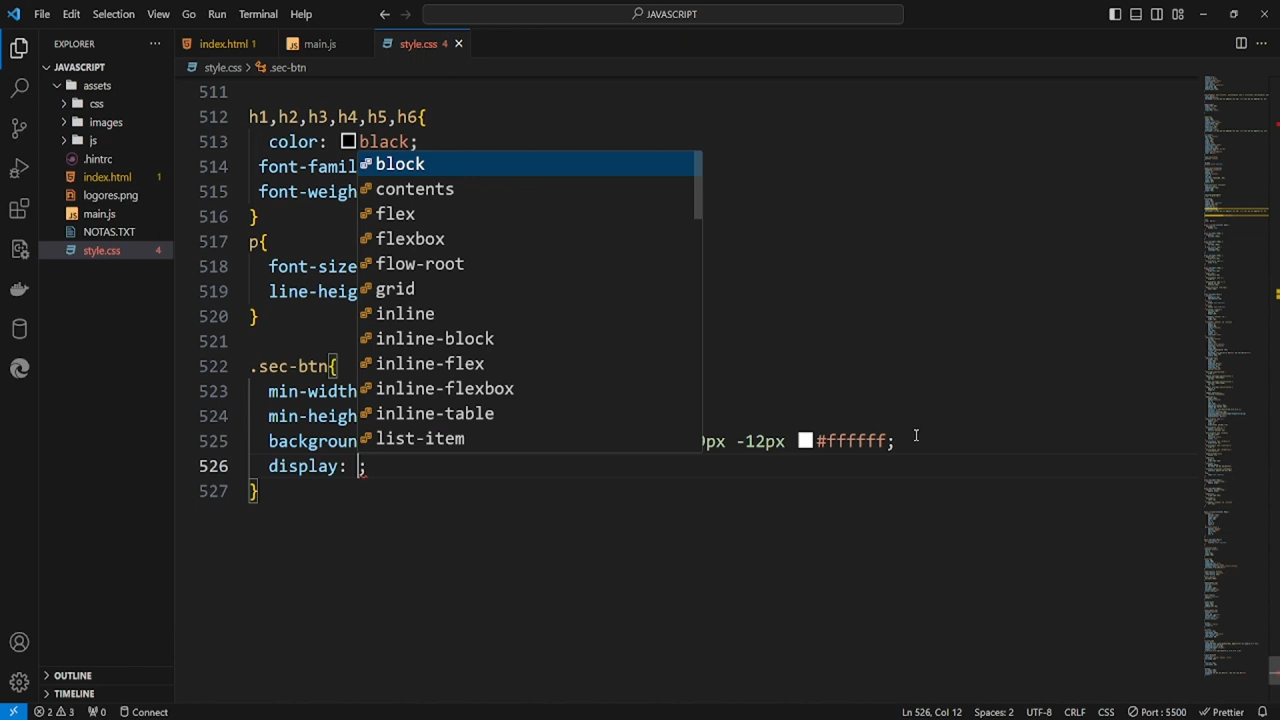 File Edit Selection View Go Run Terminal Help
JAVASCRIPT
EXPLORER
JAVASCRIPT
assets
css
images
js
.hintrc
index.html 1
logores.png
main.js
NOTAS.TXT
style.css 4
OUTLINE
TIMELINE
index.html 1 main.js style.css 4
style.css > .sec-btn
511
512 h1,h2,h3,h4,h5,h6{
513 color: black;
514 font-famil
515 font-weigh
516 }
517 p{
518 font-size
519 line-heig
520 }
521
522 .sec-btn{
523 min-width
524 min-heigh
525 backgroun px -12px #ffffff;
526 display: ;
527 }
block
contents
flex
flexbox
flow-root
grid
inline
inline-block
inline-flex
inline-flexbox
inline-table
list-item
2 3 0 Connect Ln 526, Col 12 Spaces: 2 UTF-8 CRLF CSS Port : 5500 Prettier